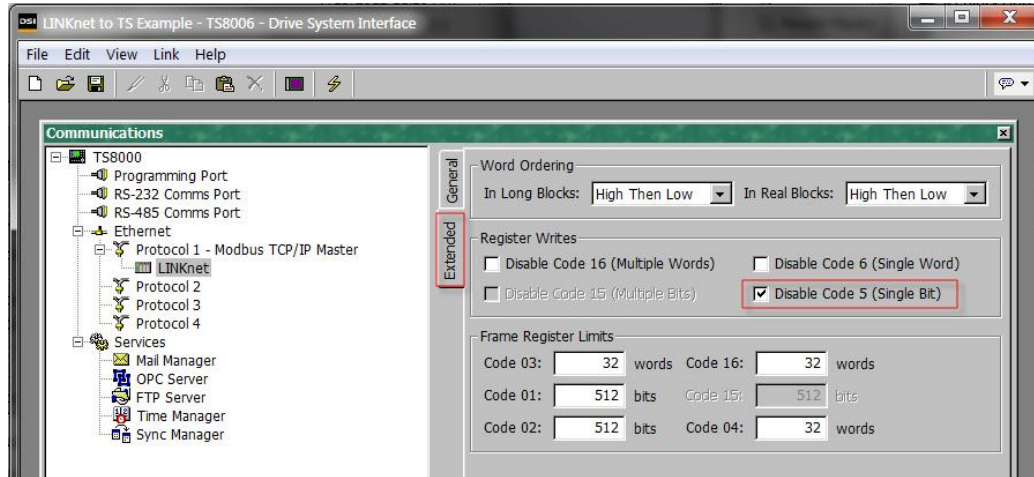 DSI LINKnet to TS Example - TS8006 - Drive System Interface
File Edit View Link Help
Communications
TS8000
Programming Port
RS-232 Comms Port
RS-485 Comms Port
Ethernet
Protocol 1 - Modbus TCP/IP Master
LINKnet
Protocol 2
Protocol 3
Protocol 4
Services
Mail Manager
OPC Server
FTP Server
Time Manager
Sync Manager
General
Extended
Word Ordering
In Long Blocks: High Then Low In Real Blocks: High Then Low
Register Writes
Disable Code 16 (Multiple Words) Disable Code 6 (Single Word)
Disable Code 15 (Multiple Bits) Disable Code 5 (Single Bit)
Frame Register Limits
Code 03: 32 words Code 16: 32 words
Code 01: 512 bits Code 15: 512 bits
Code 02: 512 bits Code 04: 32 words